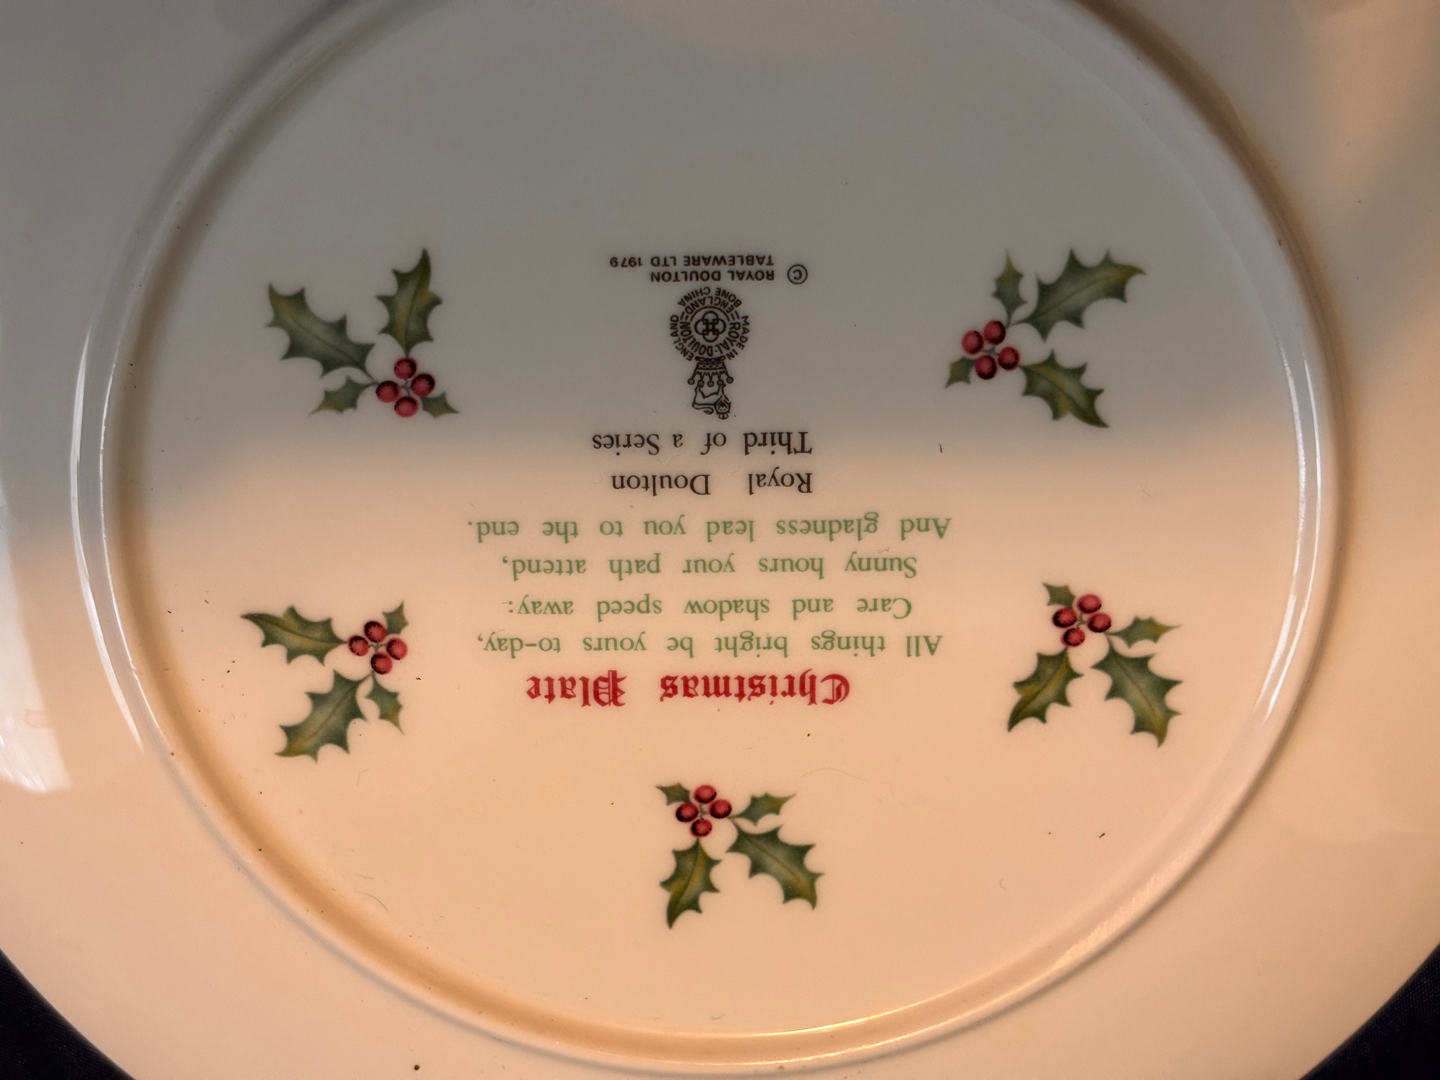 Christmas Plate
All things bright be yours to-day,
Care and shadow speed away:
Sunny hours your path attend,
And gladness lead you to the end.
Royal Doulton
Third of a Series
MADE IN ENGLAND
ROYAL DOULTON
ENGLAND
BONE CHINA
© ROYAL DOULTON
TABLEWARE LTD 1979